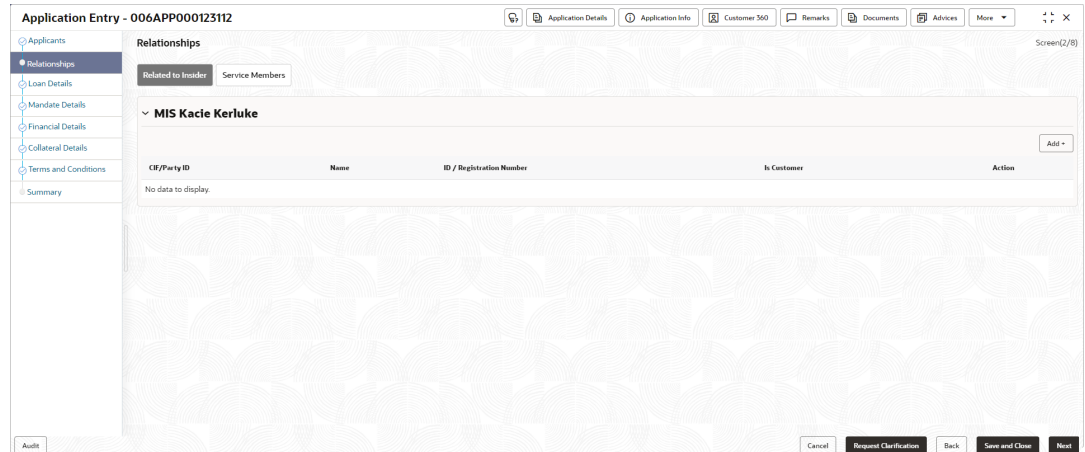 Application Entry - 006APP000123112
Application Details
Application Info
Customer 360
Remarks
Documents
Advices
More
Applicants
Relationships
Loan Details
Mandate Details
Financial Details
Collateral Details
Terms and Conditions
Summary
Relationships
Screen(2/8)
Related to Insider
Service Members
MIS Kacie Kerluke
Add +
CIF/Party ID Name ID / Registration Number Is Customer Action
No data to display.
Audit
Cancel
Request Clarification
Back
Save and Close
Next